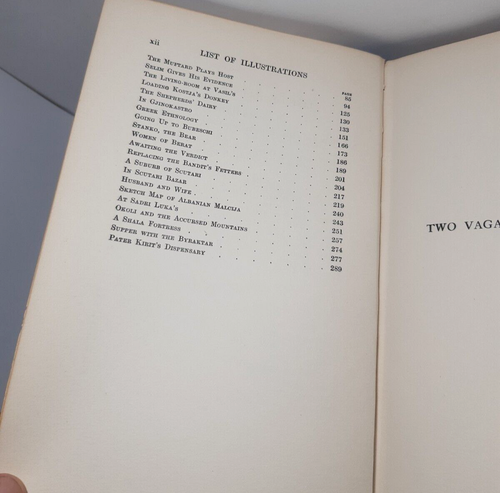 xii
LIST OF ILLUSTRATIONS
PAGE
The Muftard Plays Host 85
Selim Gives His Evidence 94
The Living-room at Vasil's 125
Loading Kostja's Donkey 130
The Shepherds' Dairy 133
In Gjinokastro 151
Greek Ethnology 166
Going Up to Bubeschi 173
Stanko, the Bear 186
Women of Berat 189
Awaiting the Verdict 201
Replacing the Bandit's Fetters 204
A Suburb of Scutari 217
In Scutari Bazar 219
Husband and Wife 240
Sketch Map of Albanian Malcija 243
At Sadri Luka's 251
Okoli and the Accursed Mountains 257
A Shala Fortress 274
Supper with the Byraktar 277
Pater Kirit's Dispensary 289
TWO VAGA